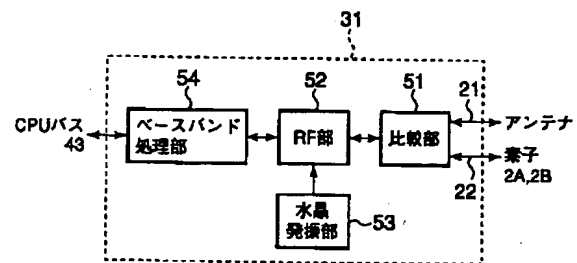 31
54
52
51
CPUバス
43
ベースバンド
処理部
RF部
比較部
21
アンテナ
22
素子
2A,2B
水晶
発振部
53